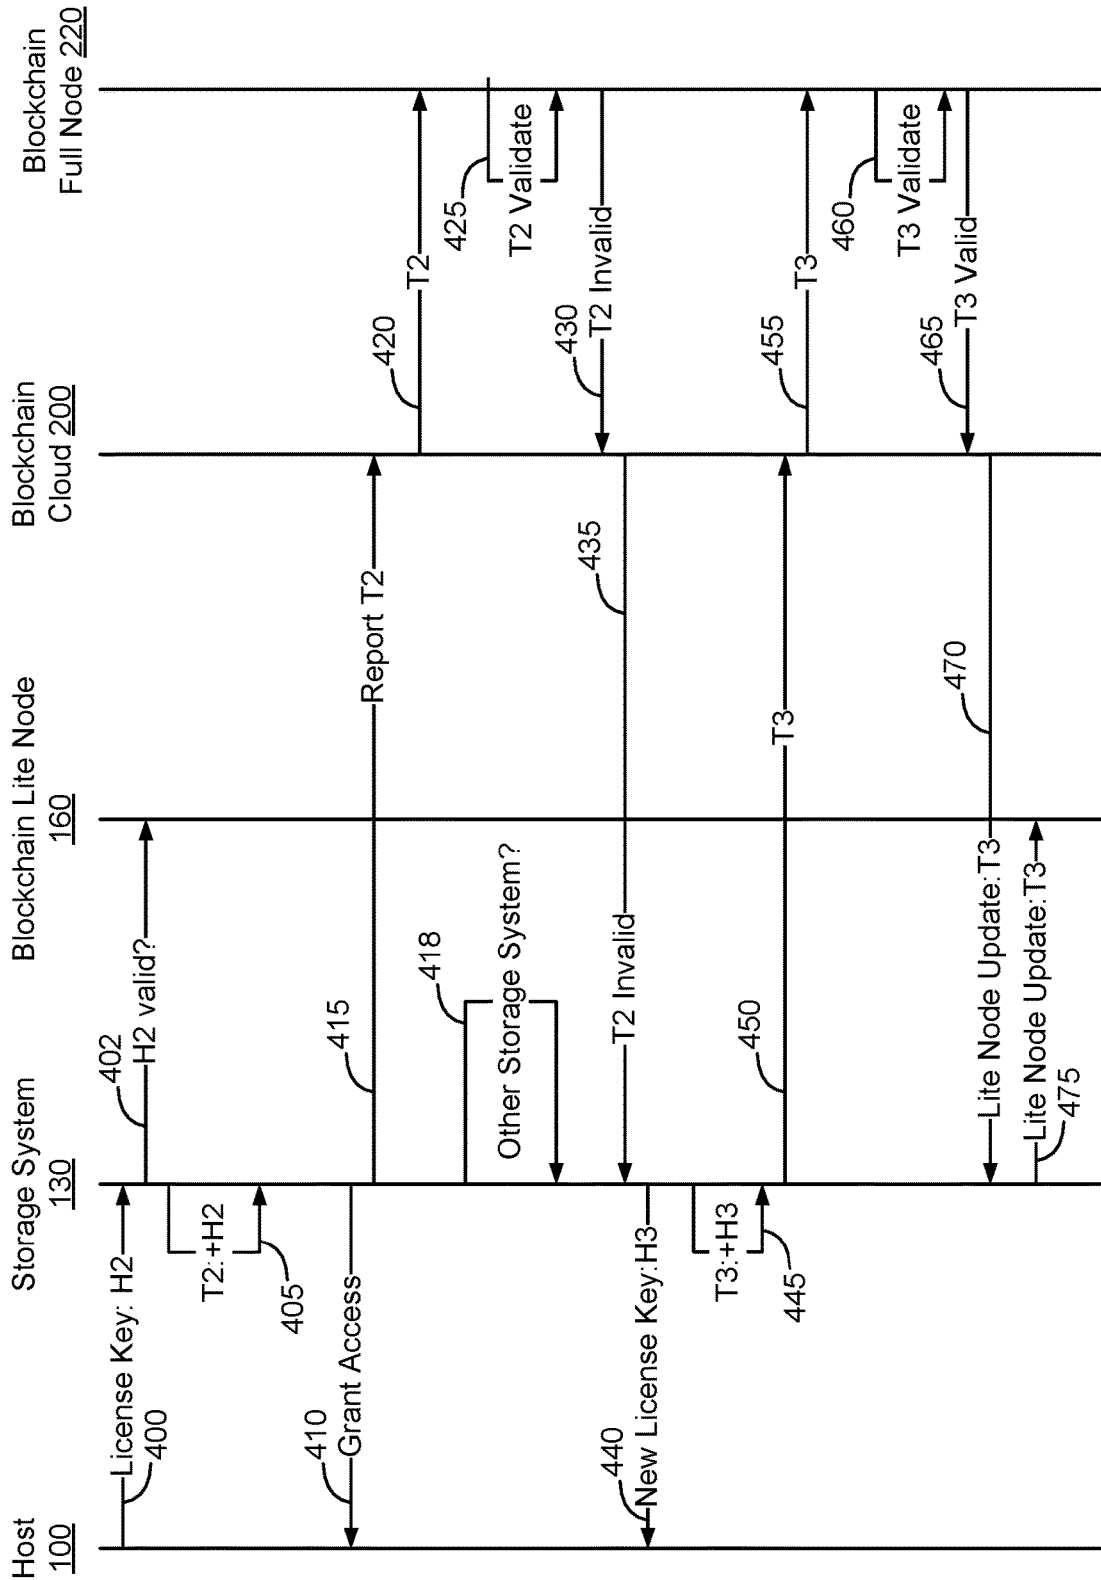 Host
100
Storage System
130
Blockchain Lite Node
160
Blockchain
Cloud 200
Blockchain
Full Node 220
License Key: H2
400
402
H2 valid?
T2:+H2
405
410
Grant Access
415
Report T2
420
T2
418
Other Storage System?
425
T2 Validate
430
T2 Invalid
435
T2 Invalid
440
New License Key:H3
T3:+H3
445
450
T3
455
T3
460
T3 Validate
465
T3 Valid
470
Lite Node Update:T3
Lite Node Update:T3
475